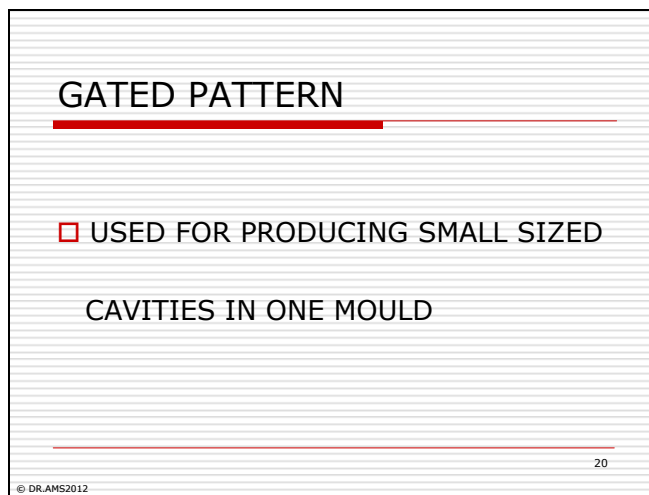 GATED PATTERN
USED FOR PRODUCING SMALL SIZED
CAVITIES IN ONE MOULD
20
© DR.AMS2012